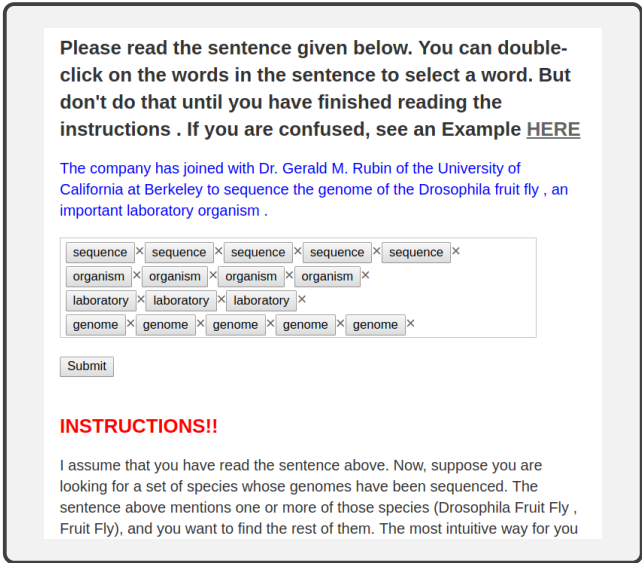 Please read the sentence given below. You can double-
click on the words in the sentence to select a word. But
don't do that until you have finished reading the
instructions . If you are confused, see an Example HERE
The company has joined with Dr. Gerald M. Rubin of the University of
California at Berkeley to sequence the genome of the Drosophila fruit fly , an
important laboratory organism .
sequence × sequence × sequence × sequence × sequence ×
organism × organism × organism × organism ×
laboratory × laboratory × laboratory ×
genome × genome × genome × genome × genome ×
Submit
INSTRUCTIONS!!
I assume that you have read the sentence above. Now, suppose you are
looking for a set of species whose genomes have been sequenced. The
sentence above mentions one or more of those species (Drosophila Fruit Fly ,
Fruit Fly), and you want to find the rest of them. The most intuitive way for you